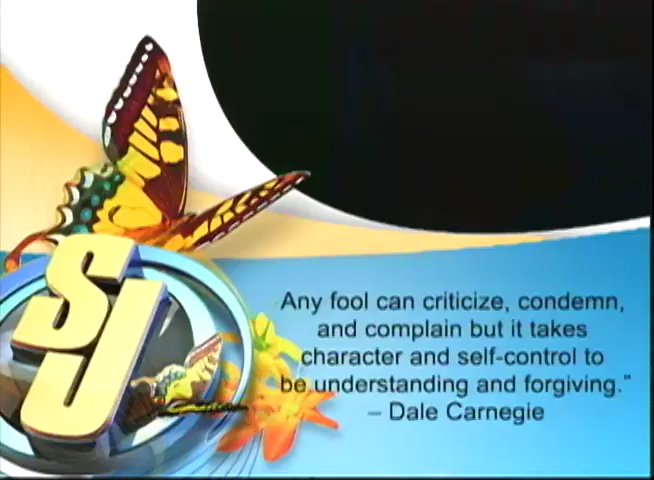 SJ
Any fool can criticize, condemn,
and complain but it takes
character and self-control to
be understanding and forgiving.”
– Dale Carnegie